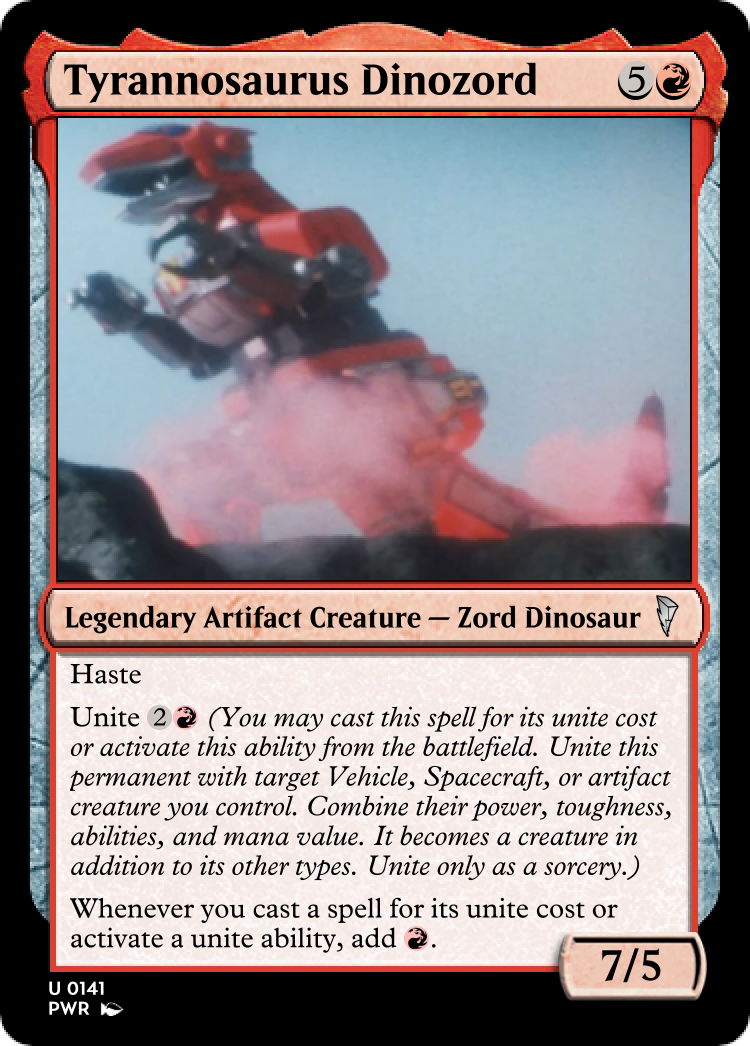 Tyrannosaurus Dinozord 5
Legendary Artifact Creature — Zord Dinosaur
Haste
Unite 2 (You may cast this spell for its unite cost
or activate this ability from the battlefield. Unite this
permanent with target Vehicle, Spacecraft, or artifact
creature you control. Combine their power, toughness,
abilities, and mana value. It becomes a creature in
addition to its other types. Unite only as a sorcery.)
Whenever you cast a spell for its unite cost or
activate a unite ability, add .
7/5
U 0141
PWR